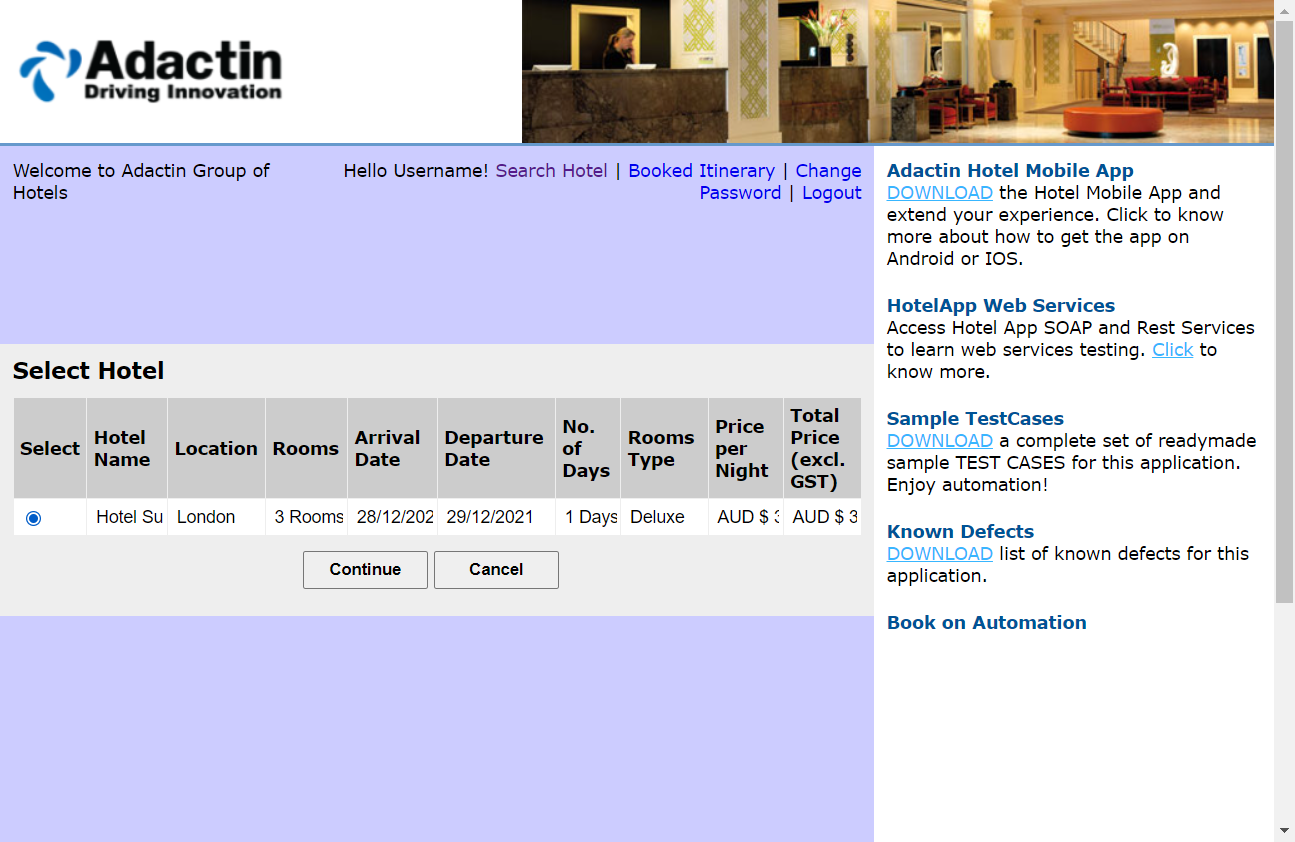 Adactin
Driving Innovation
Welcome to Adactin Group of
Hotels
Hello Username! Search Hotel | Booked Itinerary | Change
Password | Logout
Select Hotel
Select
Hotel
Name
Location
Rooms
Arrival
Date
Departure
Date
No.
of
Days
Rooms
Type
Price
per
Night
Total
Price
(excl.
GST)
Hotel Su
London
3 Rooms
28/12/202
29/12/2021
1 Days
Deluxe
AUD $
AUD $ 3
Continue
Cancel
Adactin Hotel Mobile App
DOWNLOAD the Hotel Mobile App and
extend your experience. Click to know
more about how to get the app on
Android or IOS.
HotelApp Web Services
Access Hotel App SOAP and Rest Services
to learn web services testing. Click to
know more.
Sample TestCases
DOWNLOAD a complete set of readymade
sample TEST CASES for this application.
Enjoy automation!
Known Defects
DOWNLOAD list of known defects for this
application.
Book on Automation